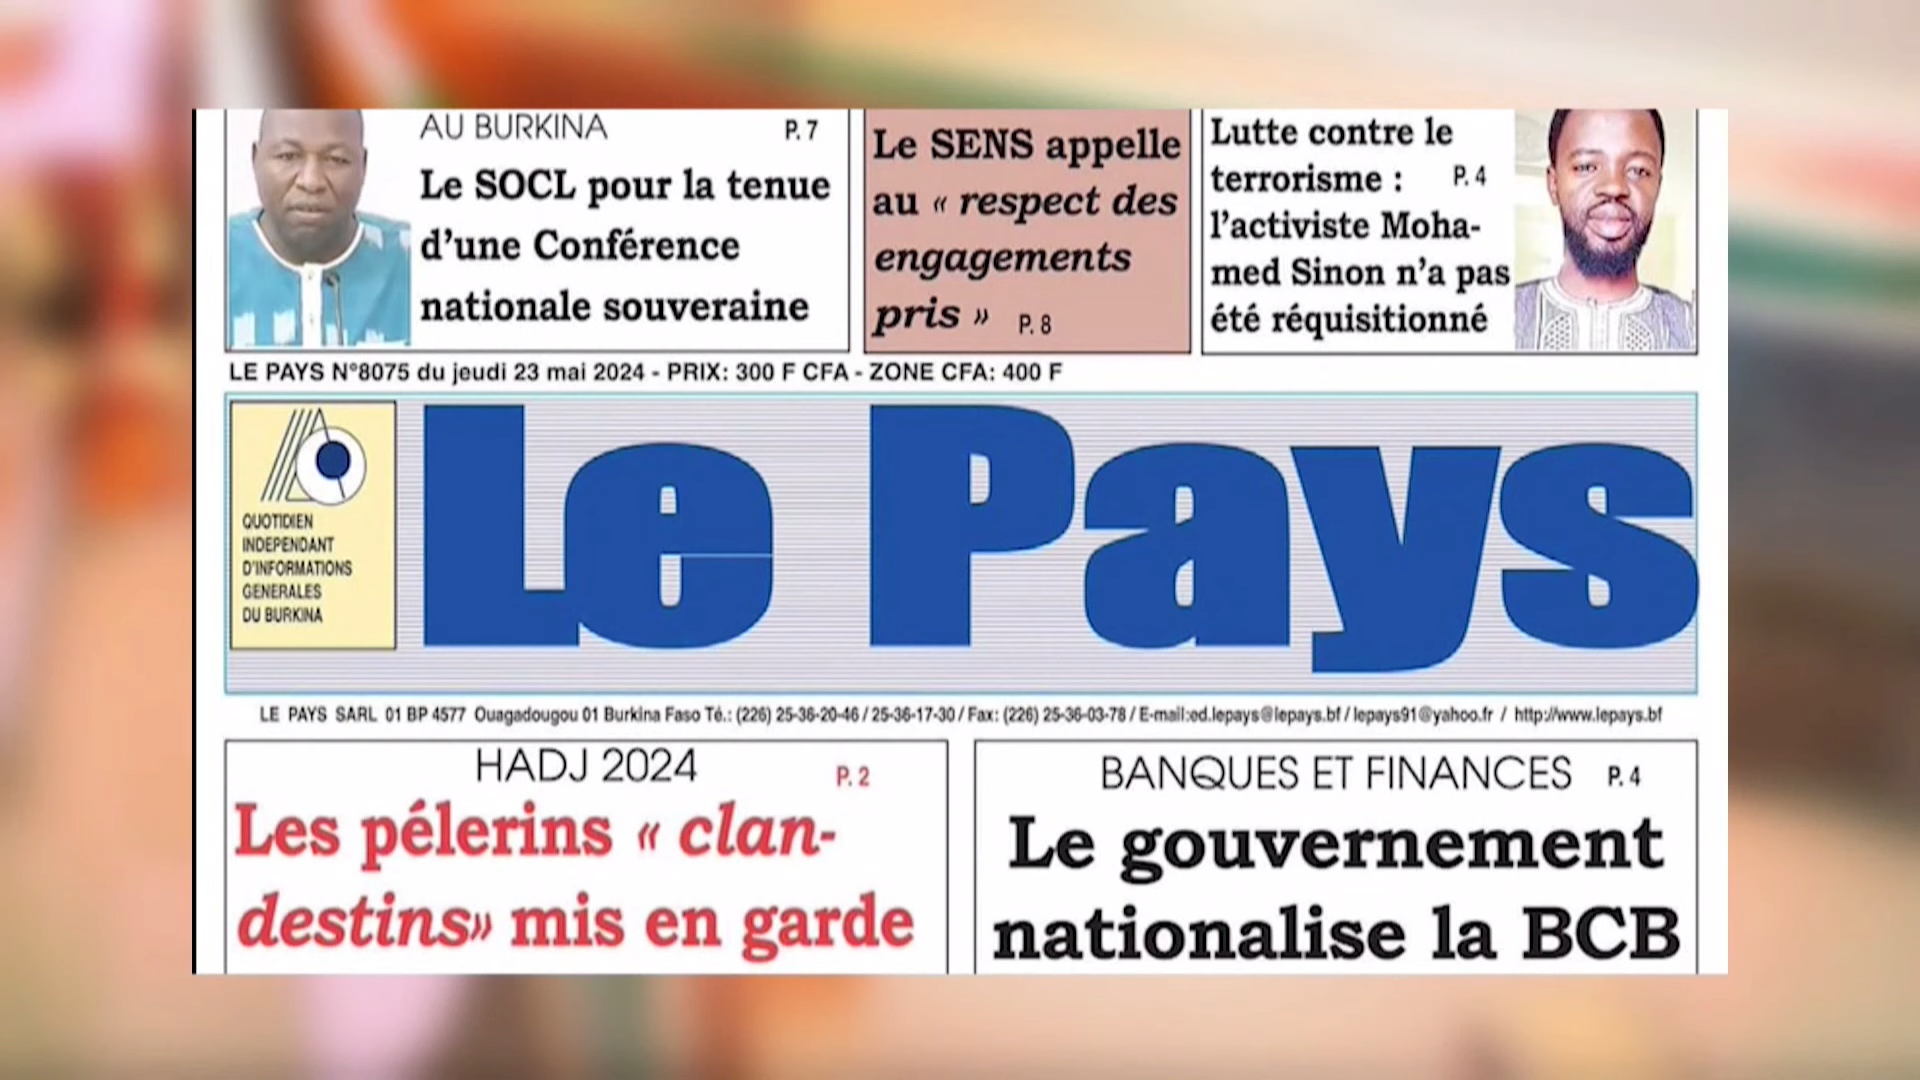 AU BURKINA
P. 7
Le SOCL pour la tenue
d'une Conférence
nationale souveraine
Le SENS appelle
au « respect des
engagements
pris » P. 8
Lutte contre le
terrorisme : P. 4
l'activiste Moha-
med Sinon n'a pas
été réquisitionné
LE PAYS N°8075 du jeudi 23 mai 2024 - PRIX: 300 F CFA - ZONE CFA: 400 F
QUOTIDIEN
INDEPENDANT
D'INFORMATIONS
GENERALES
DU BURKINA
Le Pays
LE PAYS SARL 01 BP 4577 Ouagadougou 01 Burkina Faso Té.: (226) 25-36-20-46 / 25-36-17-30 / Fax: (226) 25-36-03-78 / E-mail:ed.lepays@lepays.bf / lepays91@yahoo.fr / http://www.lepays.bf
HADJ 2024
P. 2
Les pélerins « clan-
destins» mis en garde
BANQUES ET FINANCES P. 4
Le gouvernement
nationalise la BCB